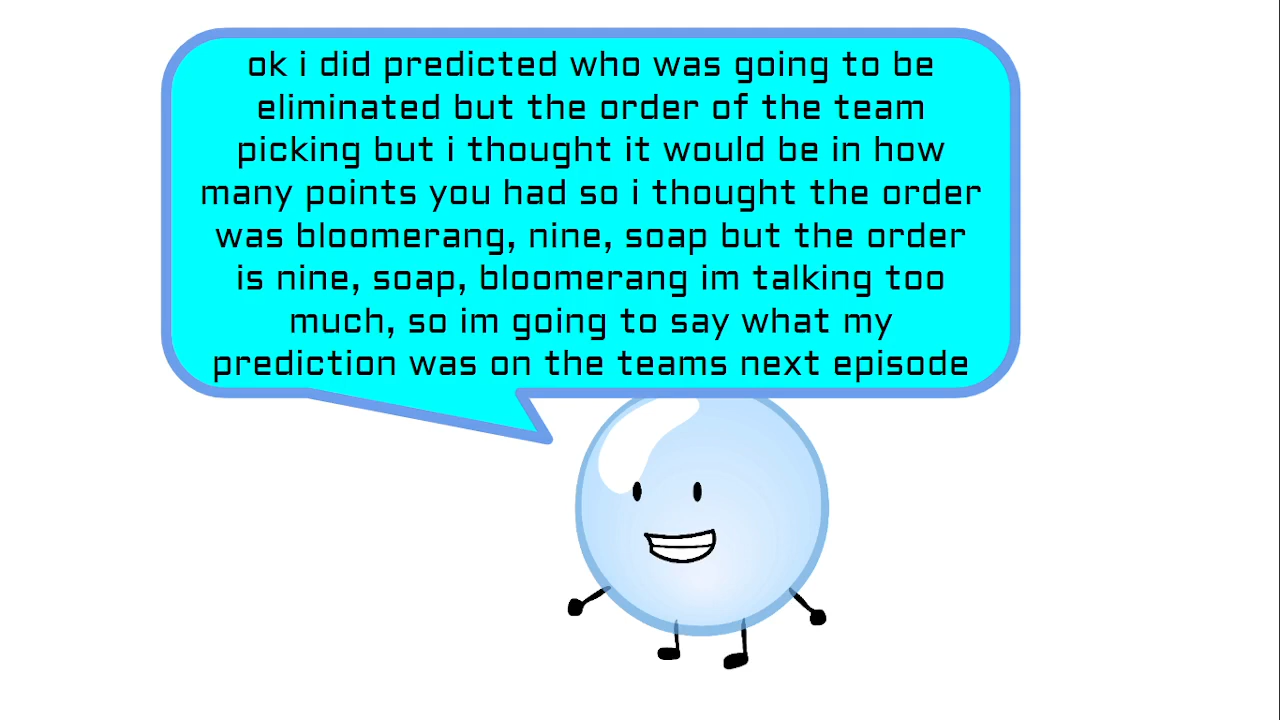 ok i did predicted who was going to be
eliminated but the order of the team
picking but i thought it would be in how
many points you had so i thought the order
was bloomerang, nine, soap but the order
is nine, soap, bloomerang im talking too
much, so im going to say what my
prediction was on the teams next episode